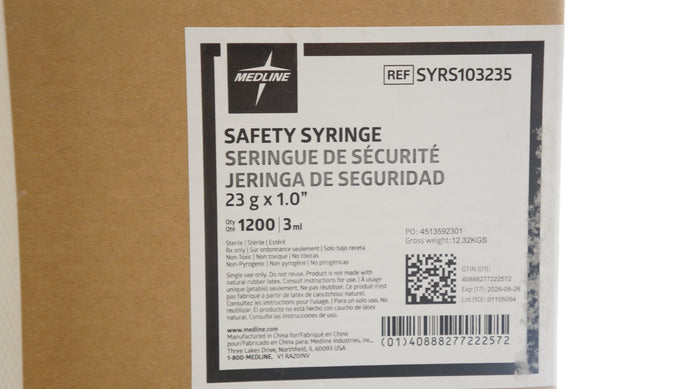 MEDLINE
REF SYRS103235
SAFETY SYRINGE
SERINGUE DE SÉCURITÉ
JERINGA DE SEGURIDAD
23 g x 1.0”
Qty
Qté 1200 | 3 ml
PO: 4513592301
Gross weight:12.32KGS
Sterile | Stérile | Estéril
Rx only | Sur ordonnance seulement | Solo bajo receta
Non-Toxic | Non toxique | No tóxicas
Non-Pyrogenic | Non pyrogène | No pirogénicas
Single use only. Do not reuse. Product is not made with
natural rubber latex. Consult instructions for use. | À usage
unique (jetable) seulement. Ne pas réutiliser. Ce produit n'est
pas fabriqué à partir de latex de caoutchouc naturel.
Consultez les instructions pour l'usage. | Para un solo uso. No
reutilizar. El producto no está hecho con caucho de látex
natural. Consulte las instrucciones de uso.
GTIN (01):
40888277222572
Exp (17): 2026-05-26
Lot (10): 01105054
www.medline.com
Manufactured in China for/Fabriqué en Chine
pour/Fabricado en China para: Medline Industries, Inc.,
Three Lakes Drive, Northfield, IL 60093 USA
1-800-MEDLINE. V1 RA20INV
(01)40888277222572